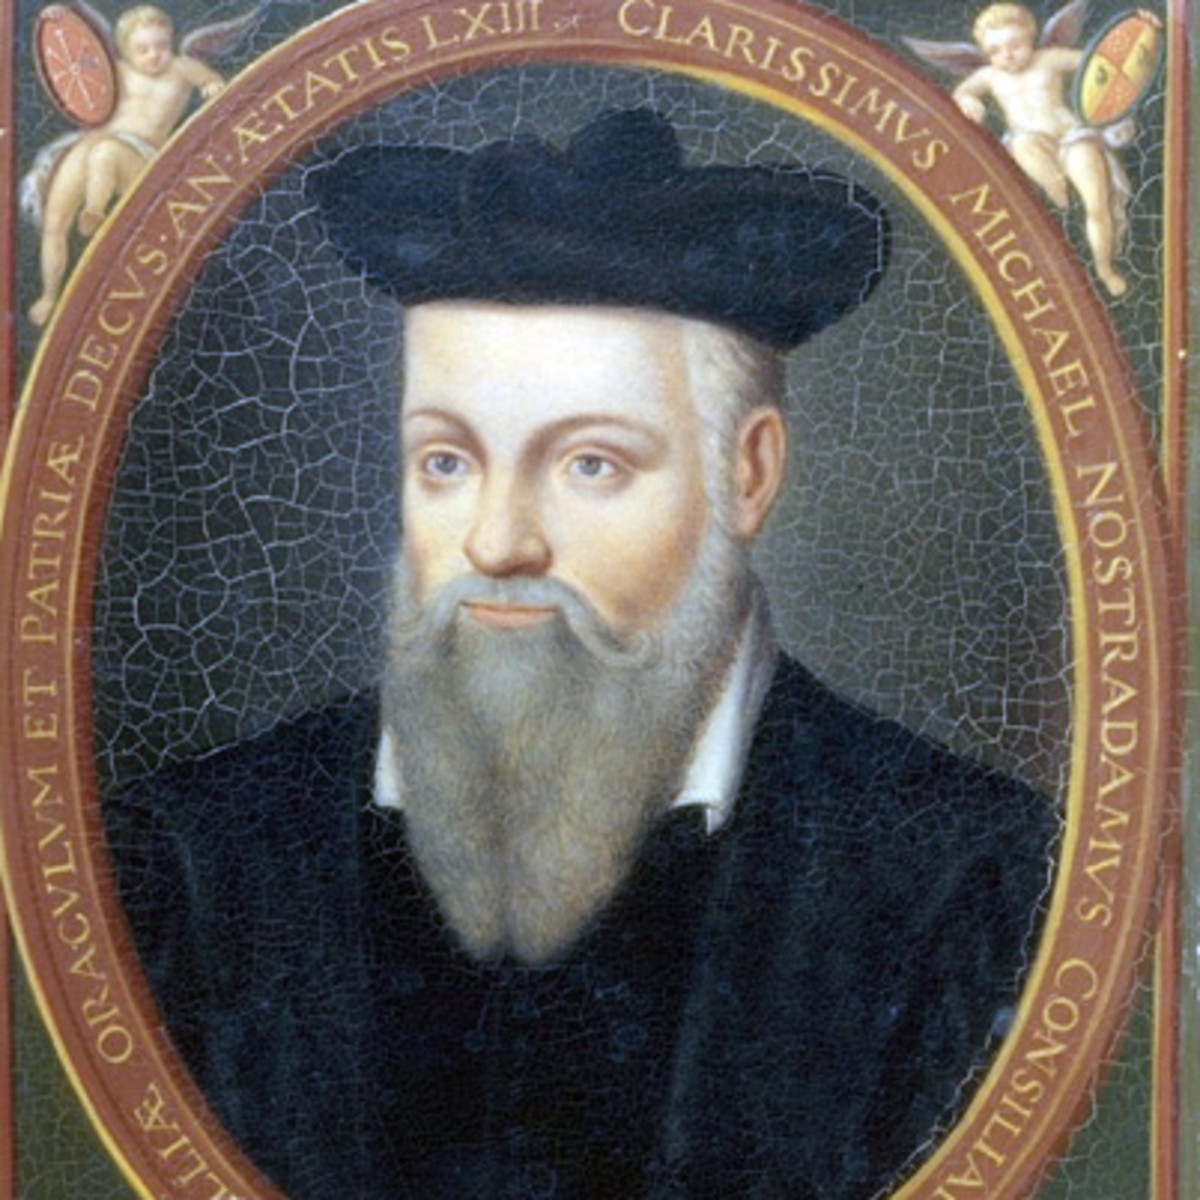 CLARISSIMVS MICHAEL NOSTRADAMVS
ORACVLVM ET PATRIÆ DECVS·AN·ÆTATIS LXIII